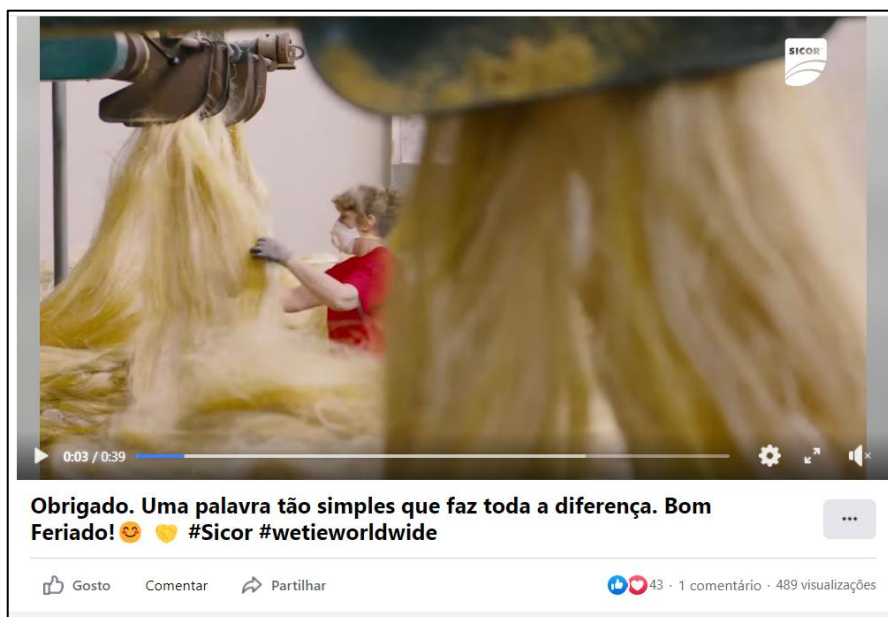 SICOR
0:03 / 0:39
Obrigado. Uma palavra tão simples que faz toda a diferença. Bom
Feriado!😊 🤝 #Sicor #wetieworldwide
Gosto Comentar Partilhar 43 · 1 comentário · 489 visualizações